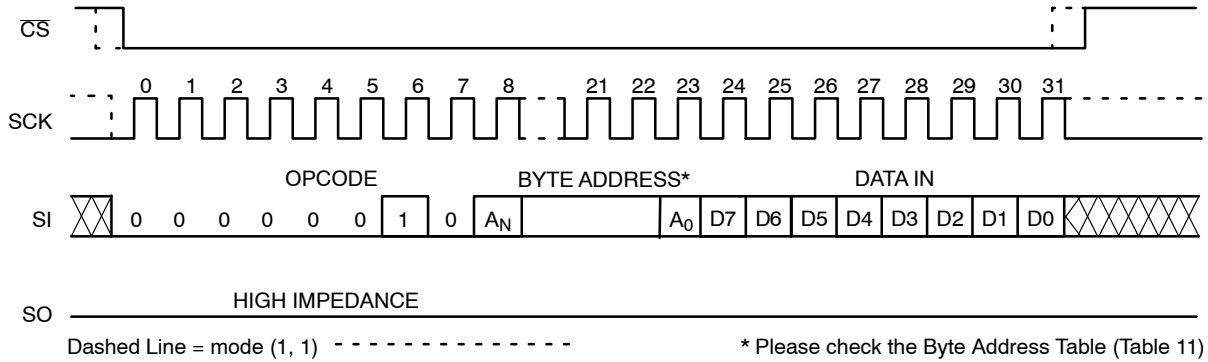 CS
0 1 2 3 4 5 6 7 8 21 22 23 24 25 26 27 28 29 30 31
SCK
OPCODE BYTE ADDRESS* DATA IN
SI 0 0 0 0 0 0 1 0 AN A0 D7 D6 D5 D4 D3 D2 D1 D0
HIGH IMPEDANCE
SO
Dashed Line = mode (1, 1) * Please check the Byte Address Table (Table 11)